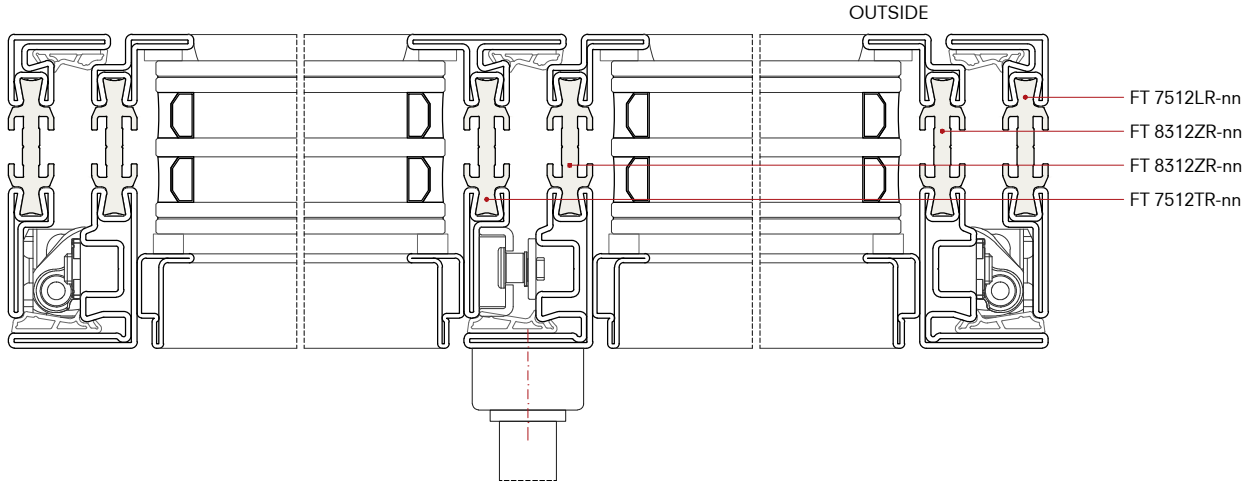 OUTSIDE
FT 7512LR-nn
FT 8312ZR-nn
FT 8312ZR-nn
FT 7512TR-nn